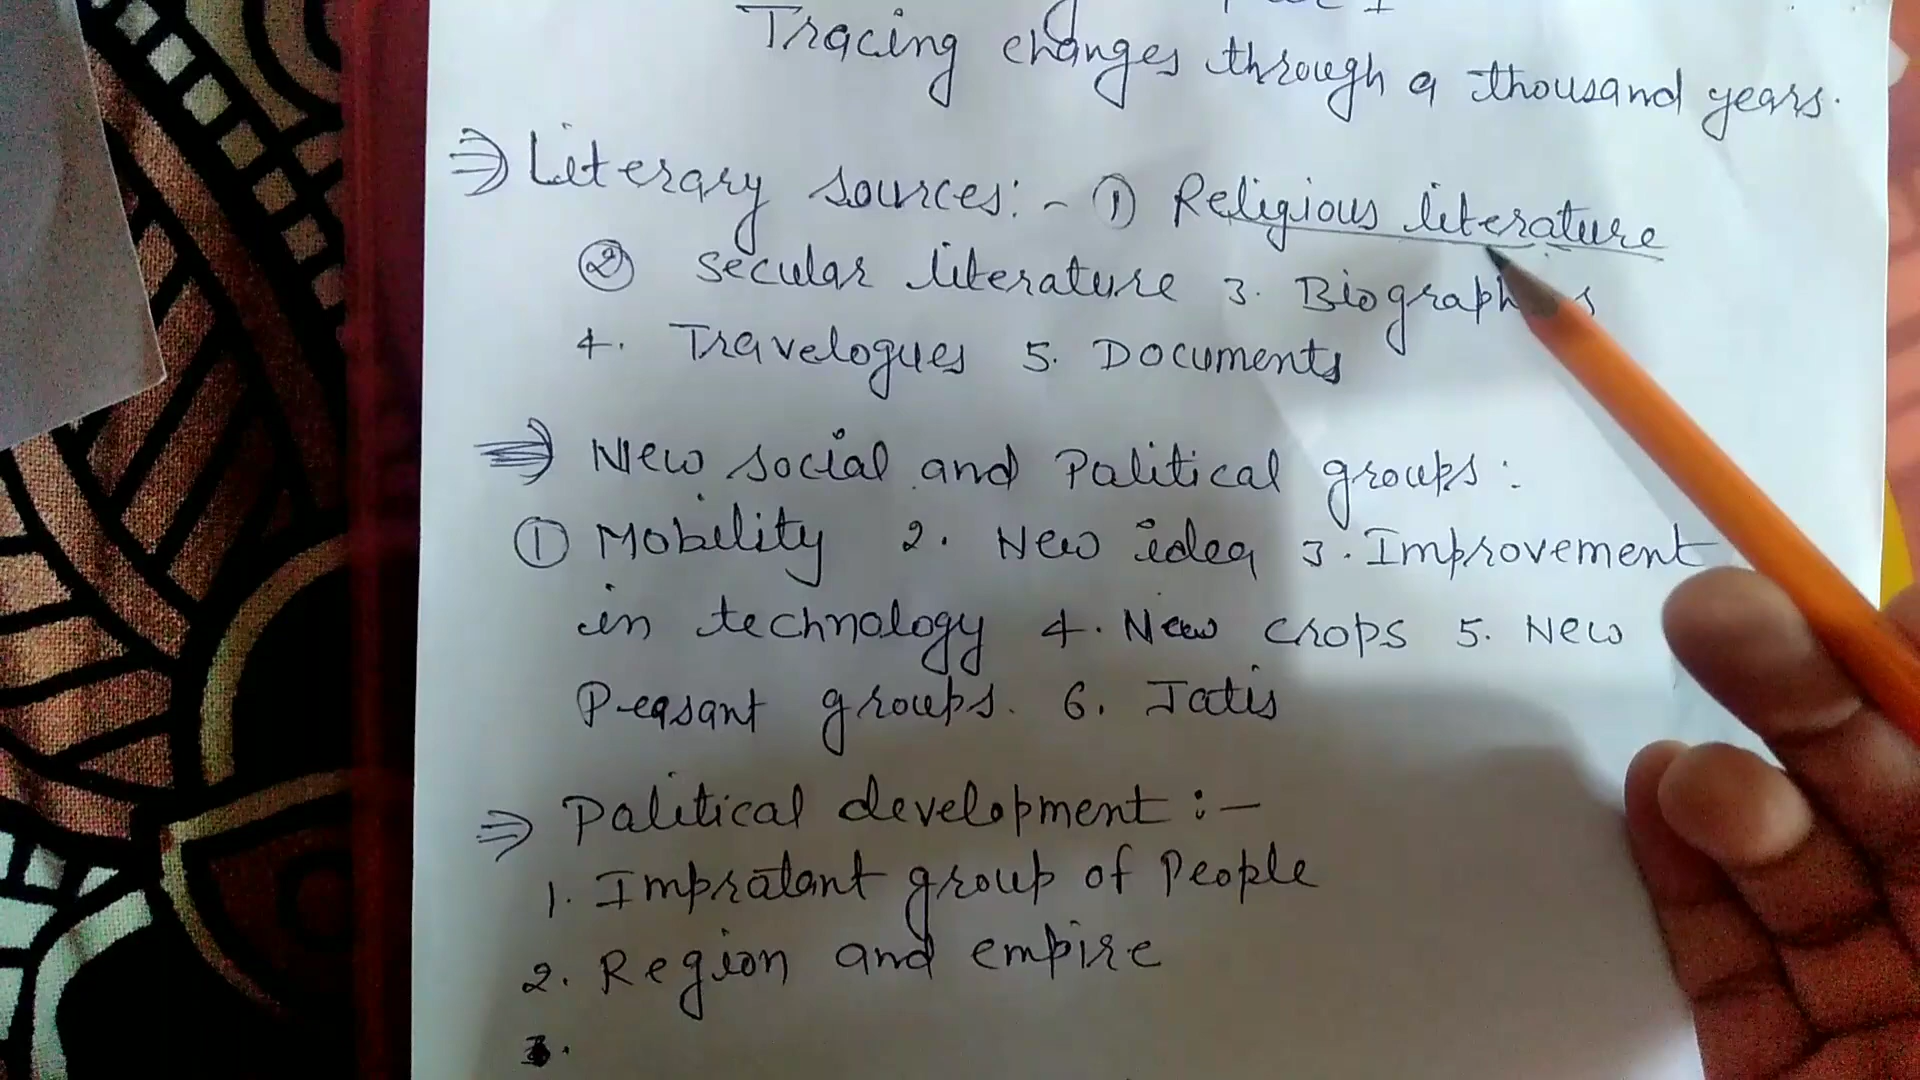 Tracing changes through a thousand years.
⇒ Literary sources:- ① Religious literature
② secular literature 3. Biographies
4. Travelogues 5. Documents
⇒ New social and Palitical groups:
① Mobility 2. New idea 3. Improvement
in technology 4. New crops 5. New
Peasant groups. 6. Jatis
⇒ Palitical development :-
1. Impratant group of People
2. Region and empire
3.